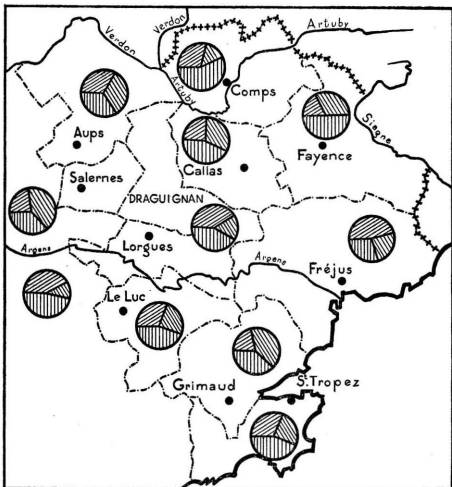 Verdon
Verdon
Artuby
Artuby
Comps
Siagne
Aups
Fayence
Callas
Salernes
DRAGUIGNAN
Lorgues
Argens
Argens
Fréjus
Le Luc
Grimaud
St Tropez